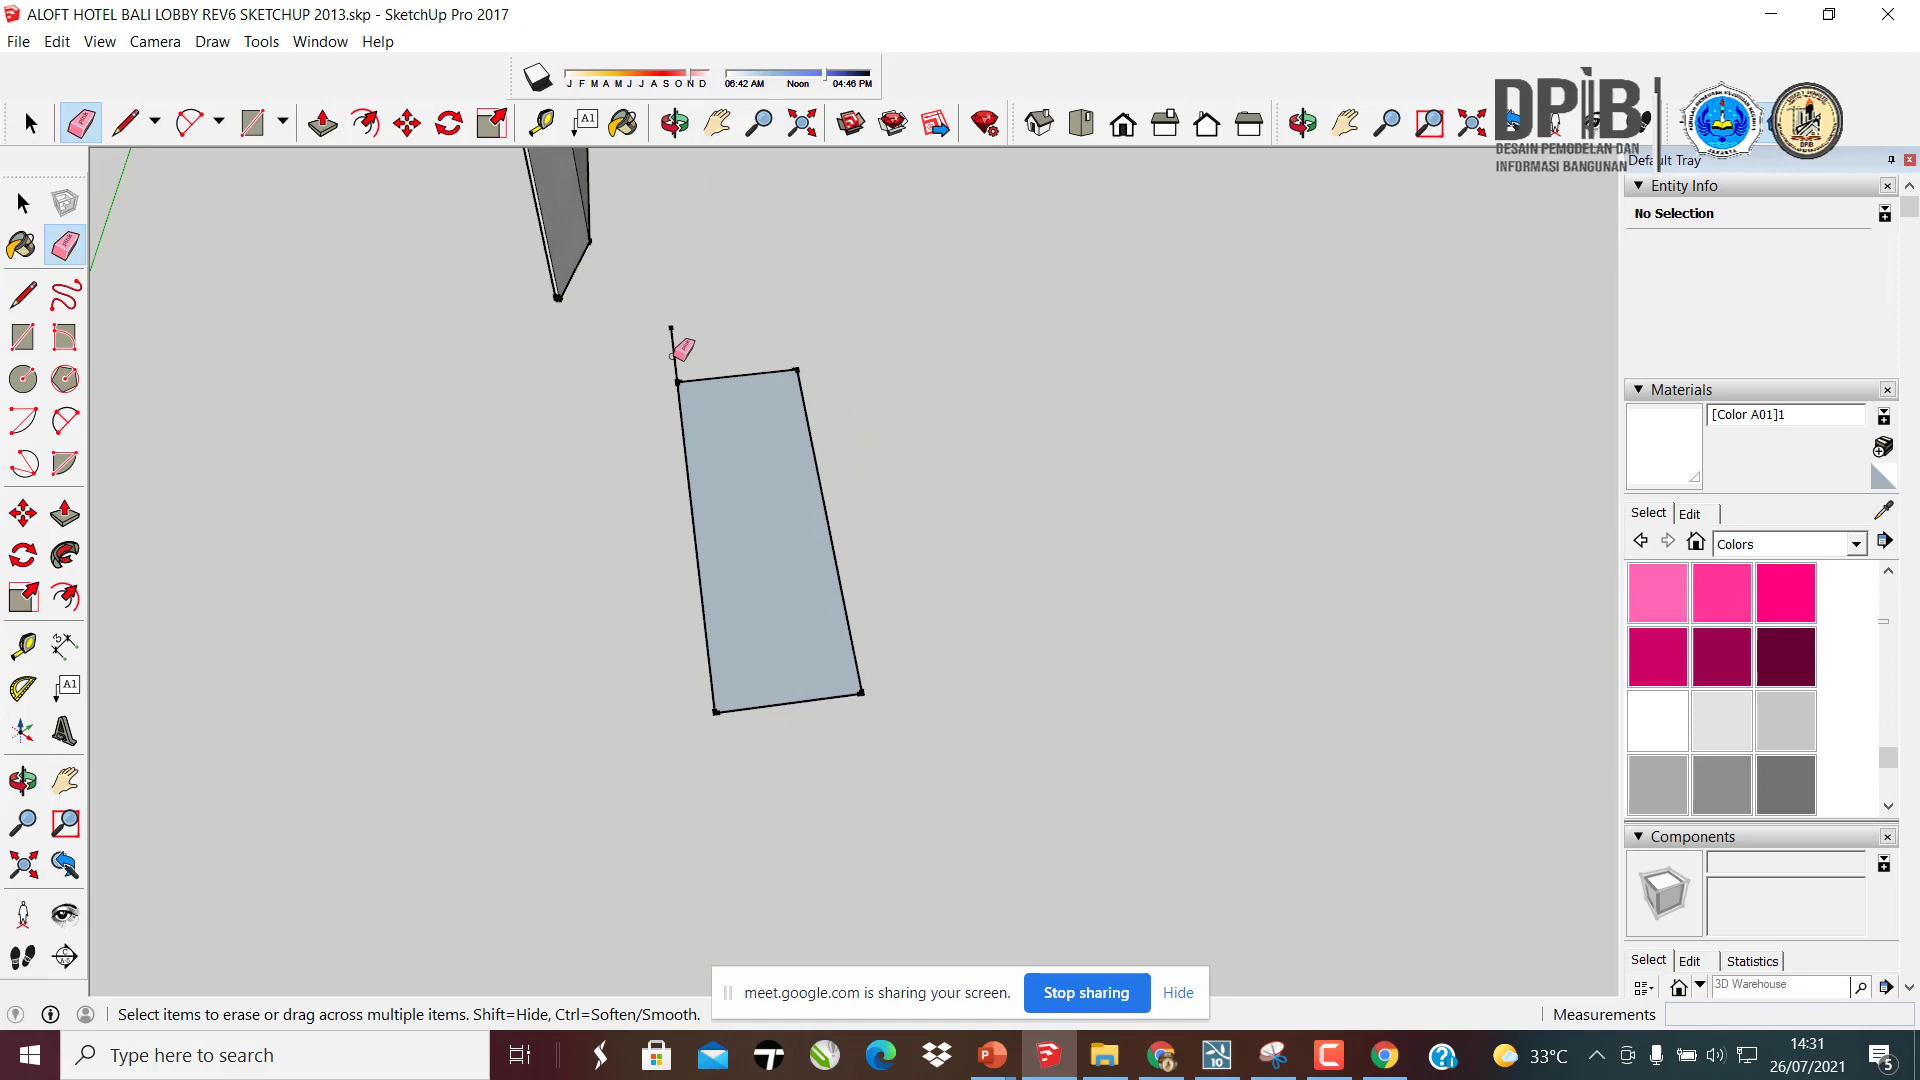 ALOFT HOTEL BALI LOBBY REV6 SKETCHUP 2013.skp - SketchUp Pro 2017
File Edit View Camera Draw Tools Window Help
J F M A M J J A S O N D
06:42 AM Noon 04:46 PM
DPiB
DESAIN PEMODELAN DAN
INFORMASI BANGUNAN
A1
Default Tray
Entity Info
No Selection
Materials
[Color A01]1
Select Edit
Colors
A1
Components
Select Edit Statistics
3D Warehouse
meet.google.com is sharing your screen. Stop sharing Hide
Select items to erase or drag across multiple items. Shift=Hide, Ctrl=Soften/Smooth.
Measurements
Type here to search
10
33°C
14:31
26/07/2021
5